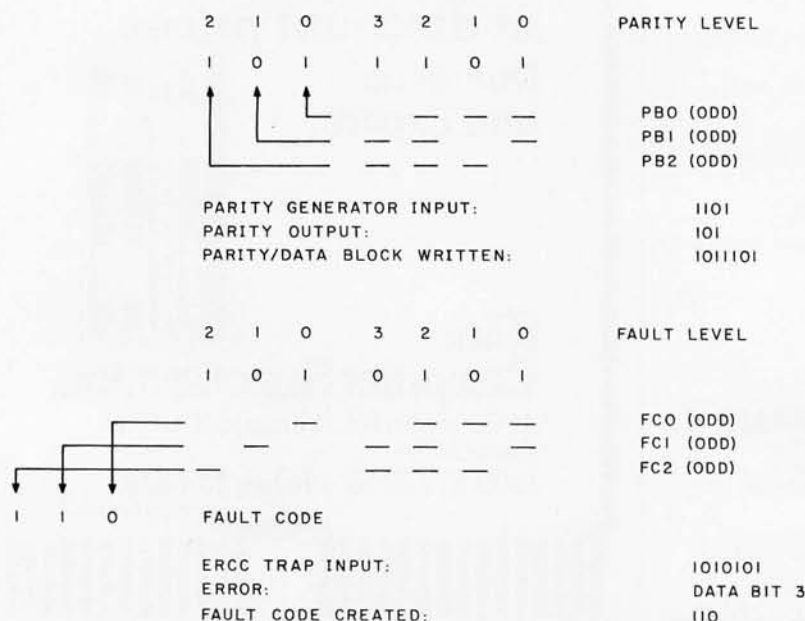 2 1 0 3 2 1 0 PARITY LEVEL
1 0 1 1 1 0 1
PB0 (ODD)
PB1 (ODD)
PB2 (ODD)
PARITY GENERATOR INPUT: 1101
PARITY OUTPUT: 101
PARITY/DATA BLOCK WRITTEN: 1011101
2 1 0 3 2 1 0 FAULT LEVEL
1 0 1 0 1 0 1
FC0 (ODD)
FC1 (ODD)
FC2 (ODD)
1 1 0 FAULT CODE
ERCC TRAP INPUT: 1010101
ERROR: DATA BIT 3
FAULT CODE CREATED: 110